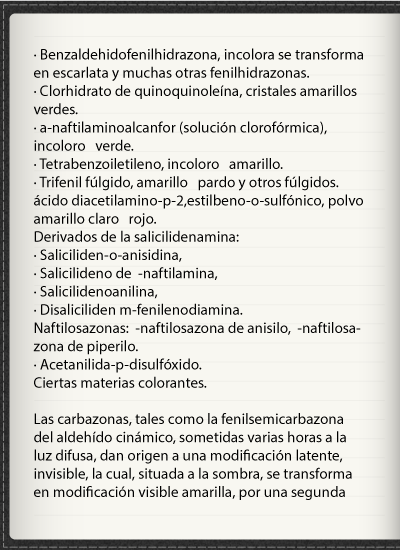 · Benzaldehidofenilhidrazona, incolora se transforma
en escarlata y muchas otras fenilhidrazonas.
· Clorhidrato de quinoquinoleína, cristales amarillos
verdes.
· a-naftilaminoalcanfor (solución clorofórmica),
incoloro verde.
· Tetrabenzoiletileno, incoloro amarillo.
· Trifenil fúlgido, amarillo pardo y otros fúlgidos.
ácido diacetilamino-p-2,estilbeno-o-sulfónico, polvo
amarillo claro rojo.
Derivados de la salicilidenamina:
· Saliciliden-o-anisidina,
· Salicilideno de -naftilamina,
· Salicilidenoanilina,
· Disaliciliden m-fenilenodiamina.
Naftilosazonas: -naftilosazona de anisilo, -naftilosa-
zona de piperilo.
· Acetanilida-p-disulfóxido.
Ciertas materias colorantes.
Las carbazonas, tales como la fenilsemicarbazona
del aldehído cinámico, sometidas varias horas a la
luz difusa, dan origen a una modificación latente,
invisible, la cual, situada a la sombra, se transforma
en modificación visible amarilla, por una segunda